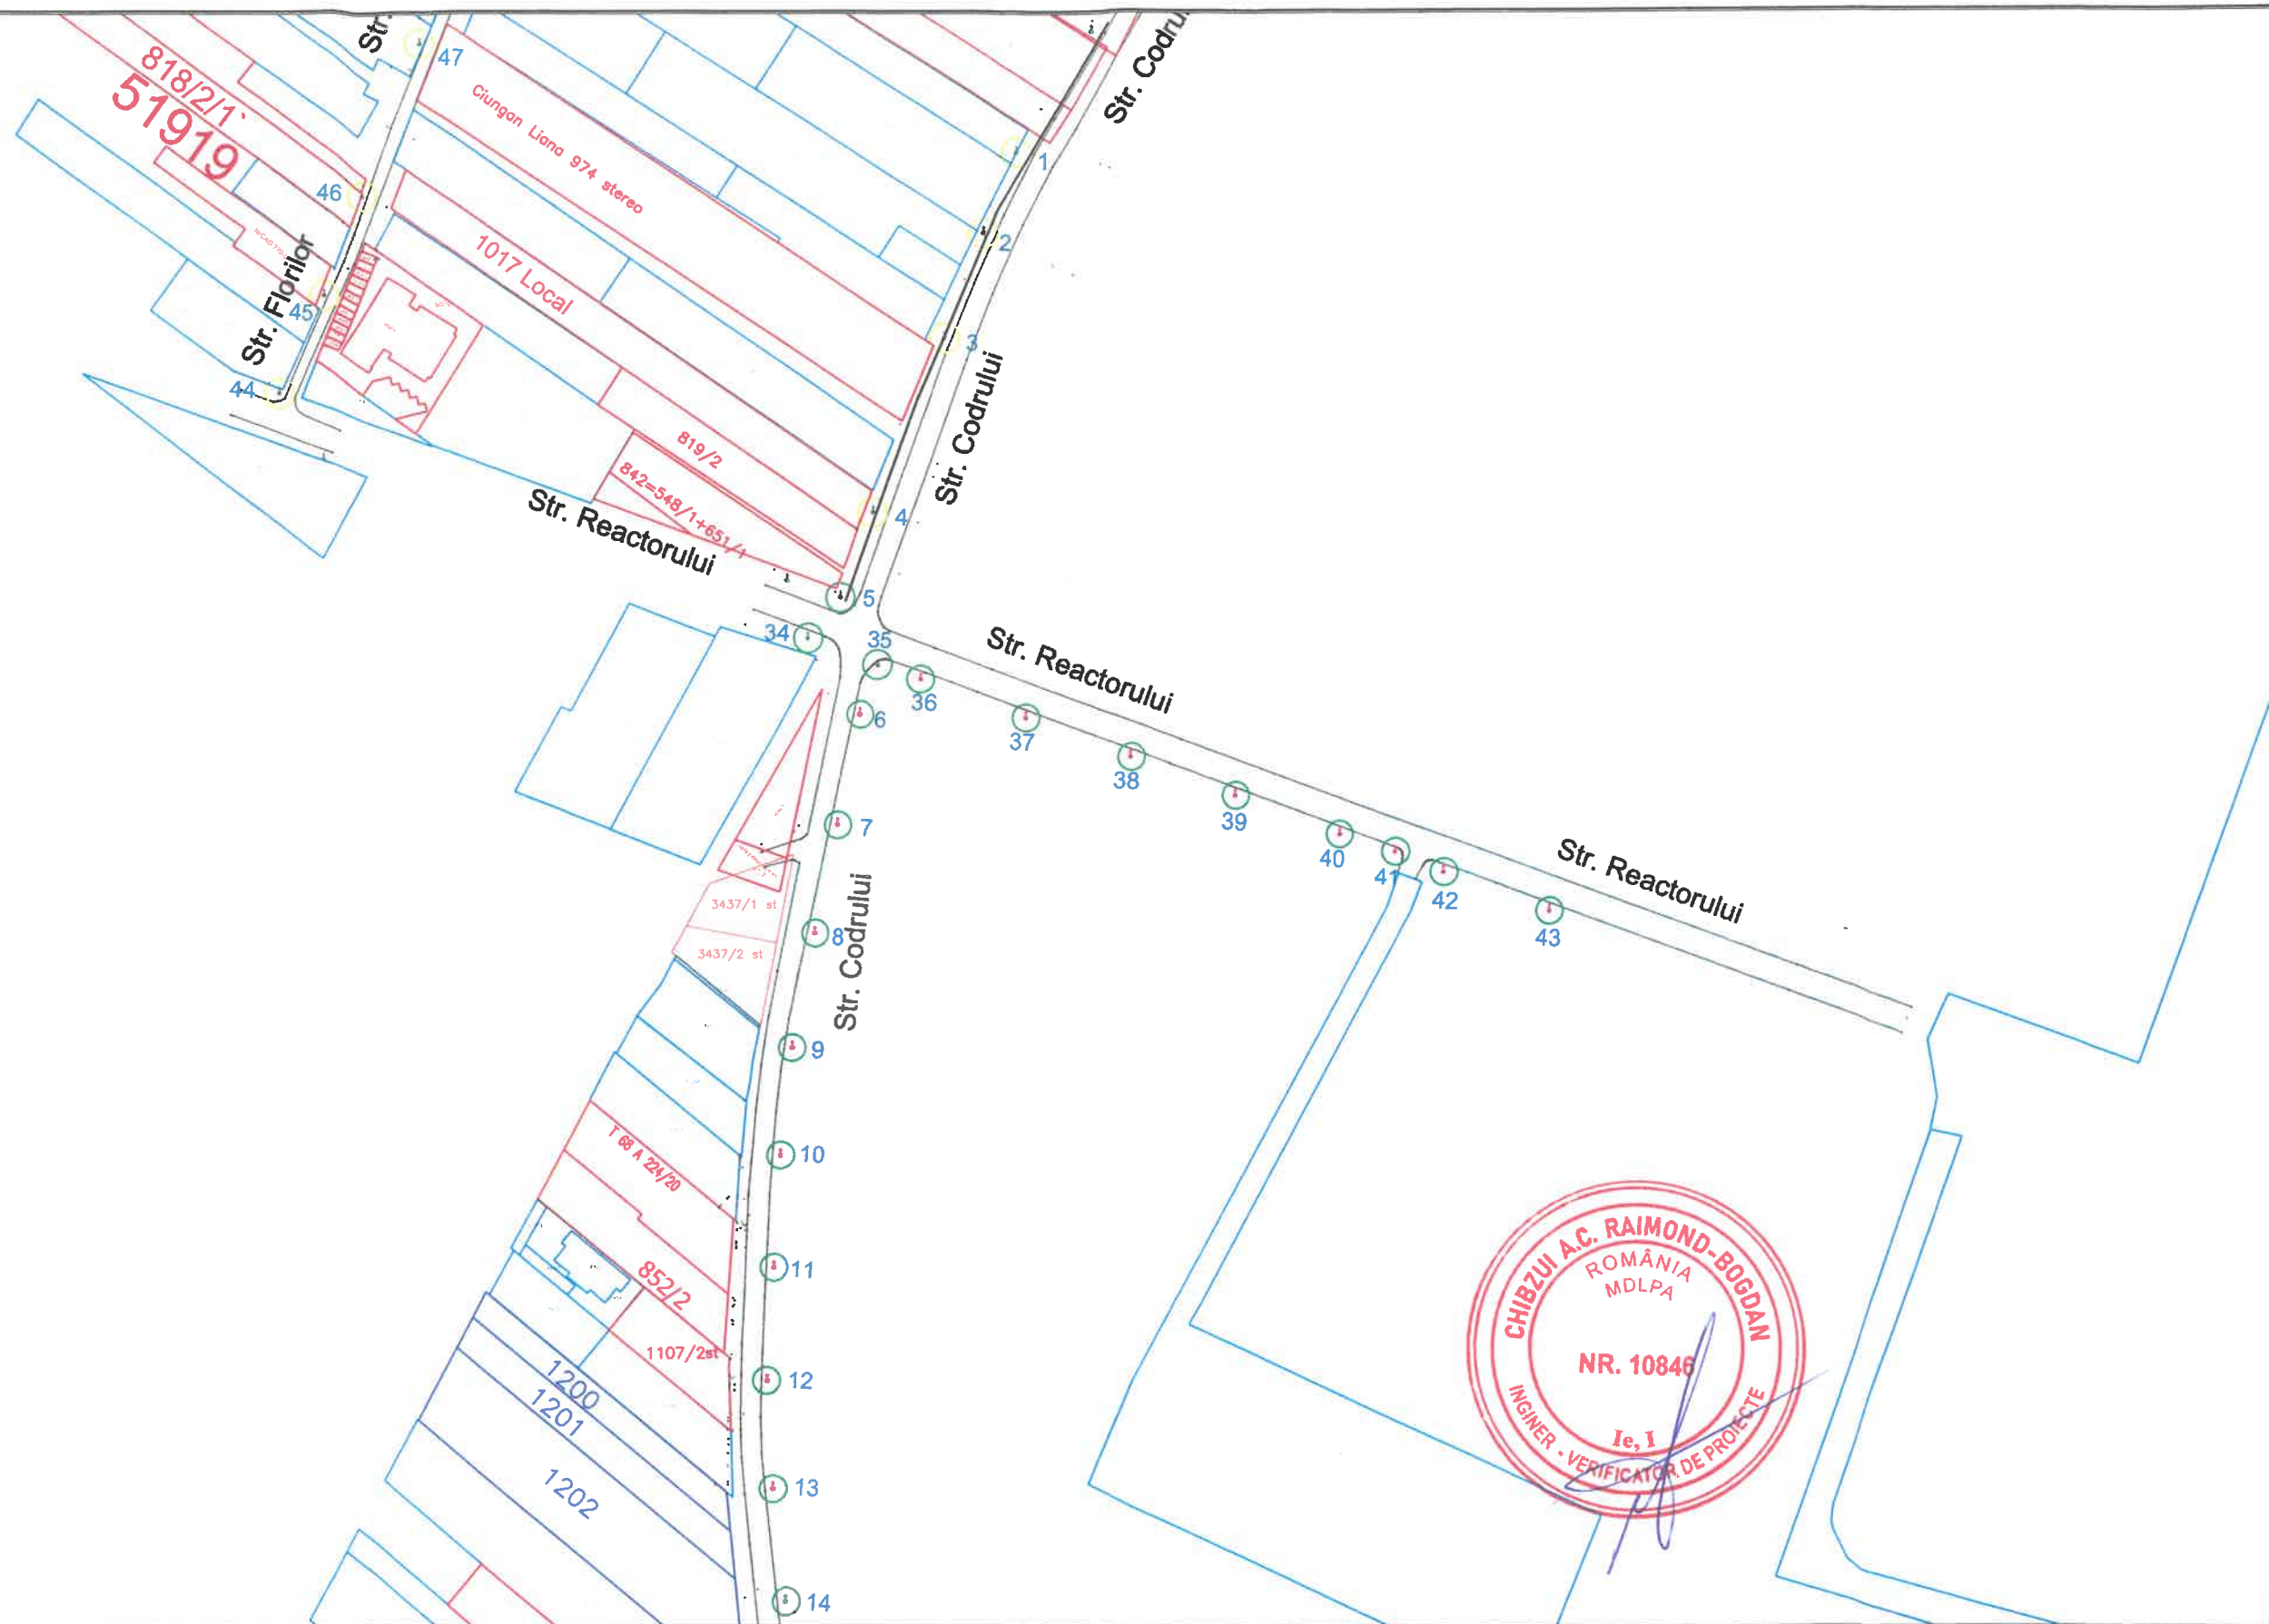 Str.
47
Str. Codru
818/2/1
51919
Ciungan Liana 974 stereo
1
46
2
Str. Florilor
1017 Local
45
3
44
Str. Codrului
819/2
842=548/1+651/1
4
Str. Reactorului
5
34
35
Str. Reactorului
36
6
37
38
7
39
40
41
42
Str. Reactorului
43
3437/1 st
8
Str. Codrului
3437/2 st
9
T 68 A 224/20
10
11
852/2
1107/2st
12
1200
1201
1202
13
14
CHIBZUI A.C. RAIMOND-BOGDAN
ROMÂNIA
MDLPA
NR. 10846
Ie, I
INGINER - VERIFICATOR DE PROIECTE